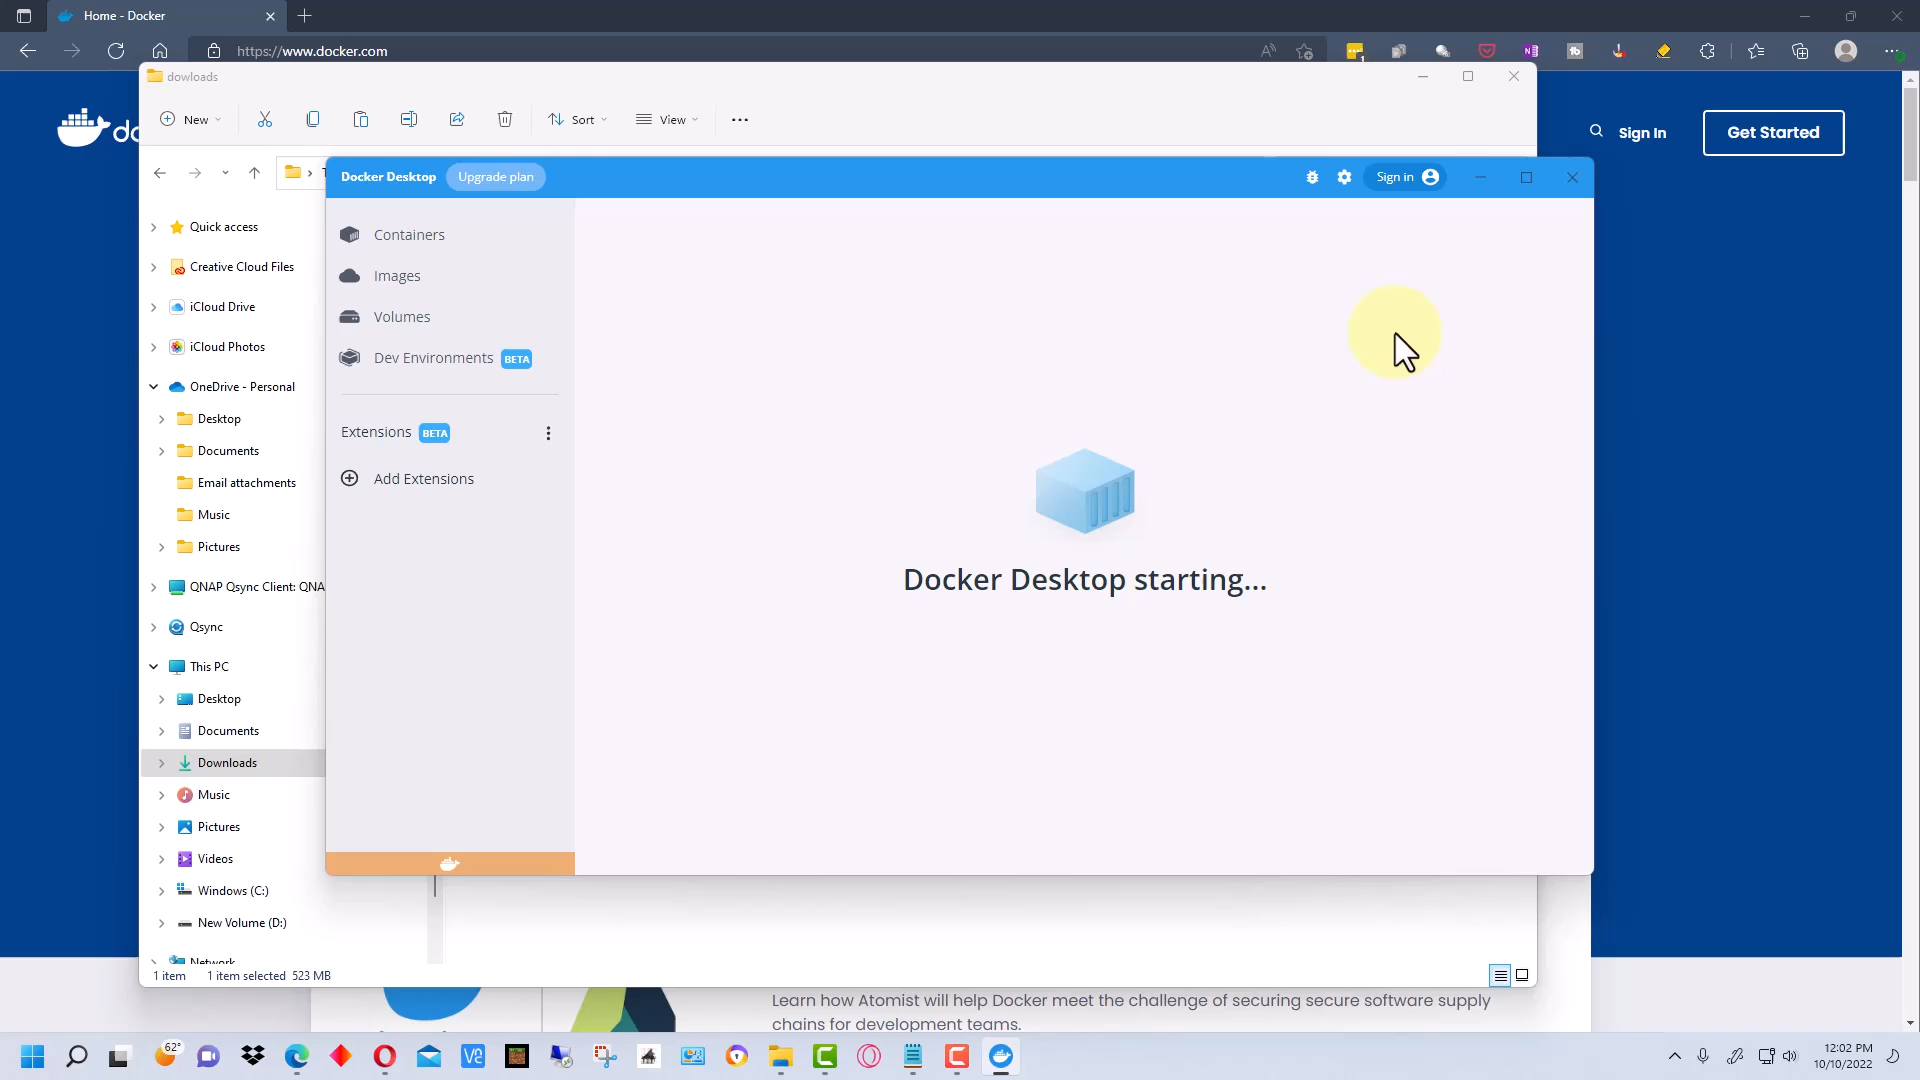 Home - Docker
https://www.docker.com
dowloads
New
Sort
View
Sign In
Get Started
Docker Desktop
Upgrade plan
Sign in
Quick access
Creative Cloud Files
iCloud Drive
iCloud Photos
OneDrive - Personal
Desktop
Documents
Email attachments
Music
Pictures
QNAP Qsync Client: QNA
Qsync
This PC
Desktop
Documents
Downloads
Music
Pictures
Videos
Windows (C:)
New Volume (D:)
Network
Containers
Images
Volumes
Dev Environments BETA
Extensions BETA
Add Extensions
Docker Desktop starting...
1 item 1 item selected 523 MB
Learn how Atomist will help Docker meet the challenge of securing secure software supply
chains for development teams.
62°
12:02 PM
10/10/2022